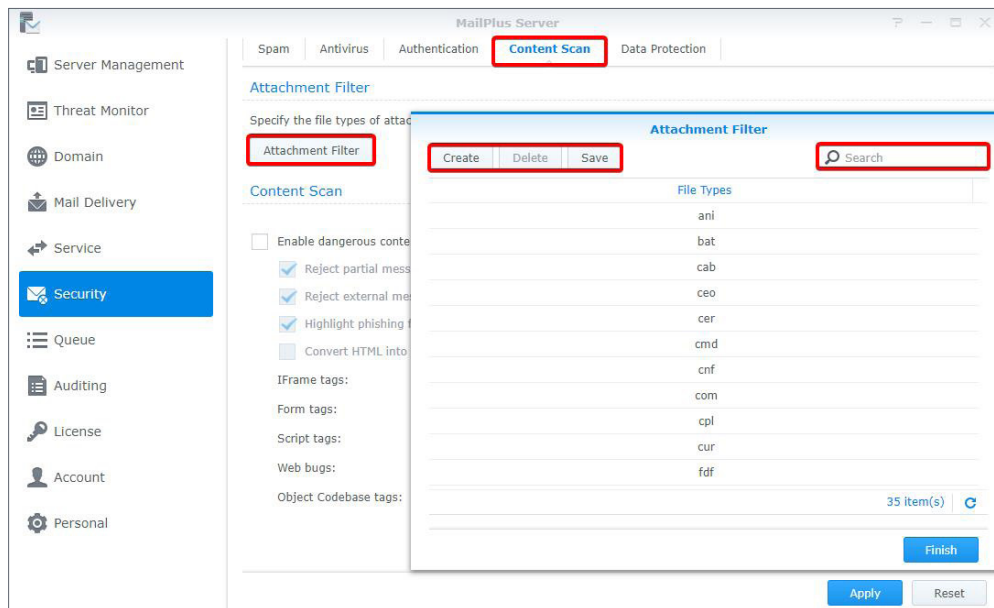 MailPlus Server
Server Management
Threat Monitor
Domain
Mail Delivery
Service
Security
Queue
Auditing
License
Account
Personal
Spam Antivirus Authentication Content Scan Data Protection
Attachment Filter
Specify the file types of attac
Attachment Filter
Content Scan
Enable dangerous conte
Reject partial mess
Reject external me
Highlight phishing f
Convert HTML into
IFrame tags:
Form tags:
Script tags:
Web bugs:
Object Codebase tags:
Attachment Filter
Create Delete Save Search
File Types
ani
bat
cab
ceo
cer
cmd
cnf
com
cpl
cur
fdf
35 item(s)
Finish
Apply Reset